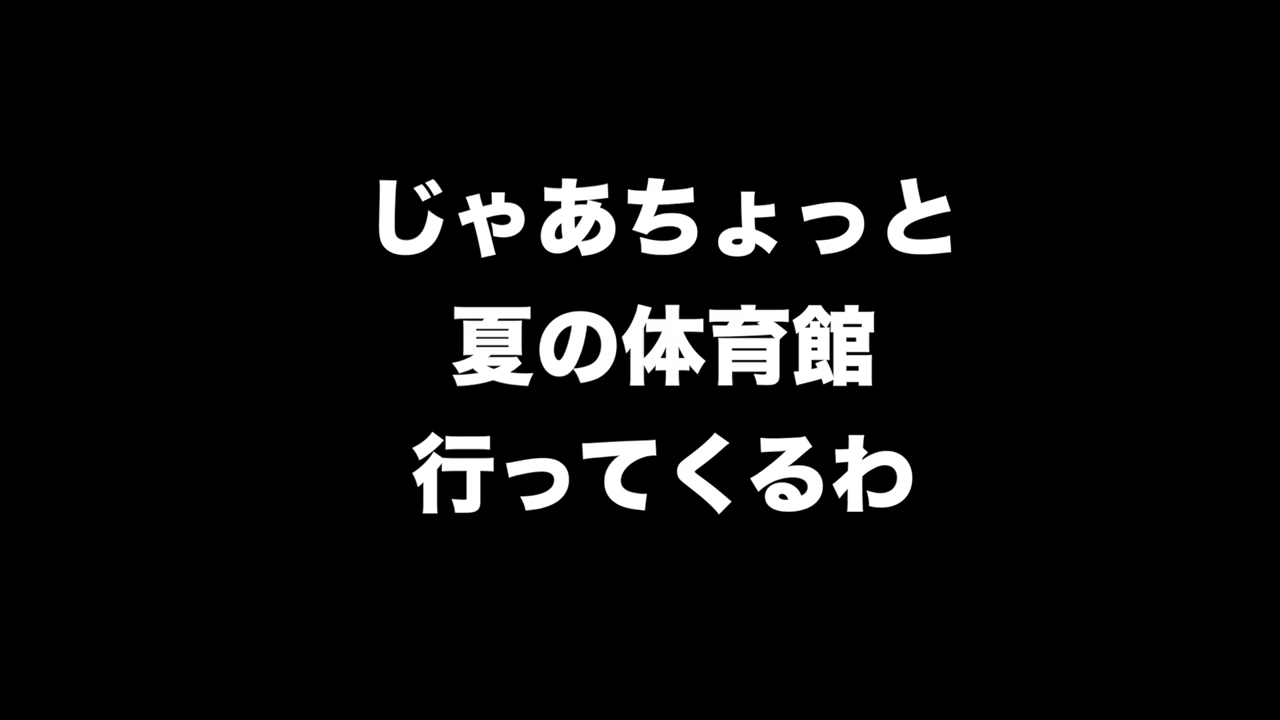 じゃあちょっと
夏の体育館
行ってくるわ